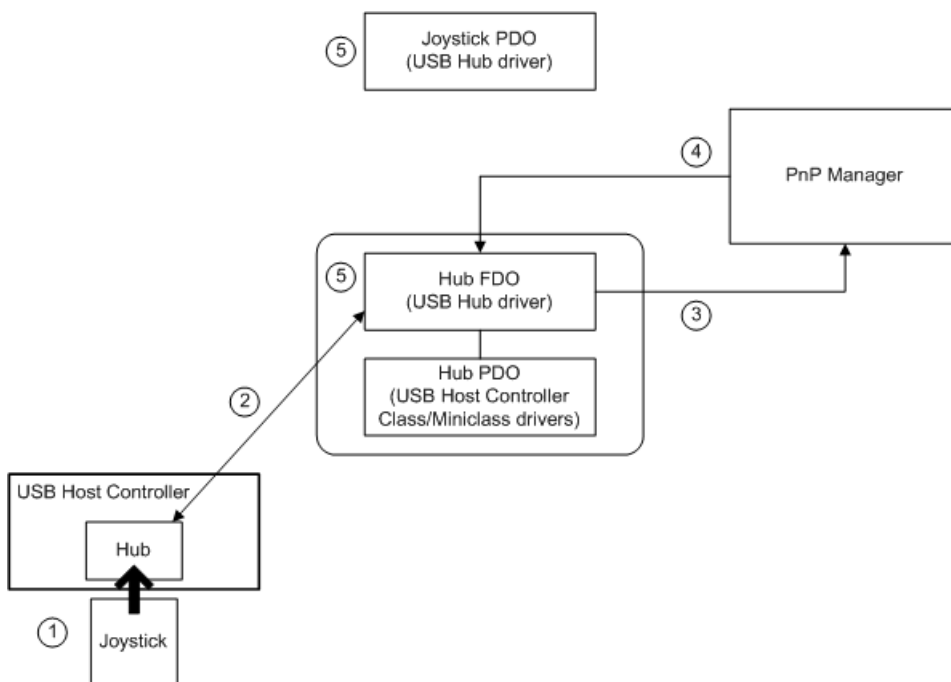 5
Joystick PDO
(USB Hub driver)
4
PnP Manager
5
Hub FDO
(USB Hub driver)
3
Hub PDO
(USB Host Controller
Class/Miniclass drivers)
2
USB Host Controller
Hub
1
Joystick